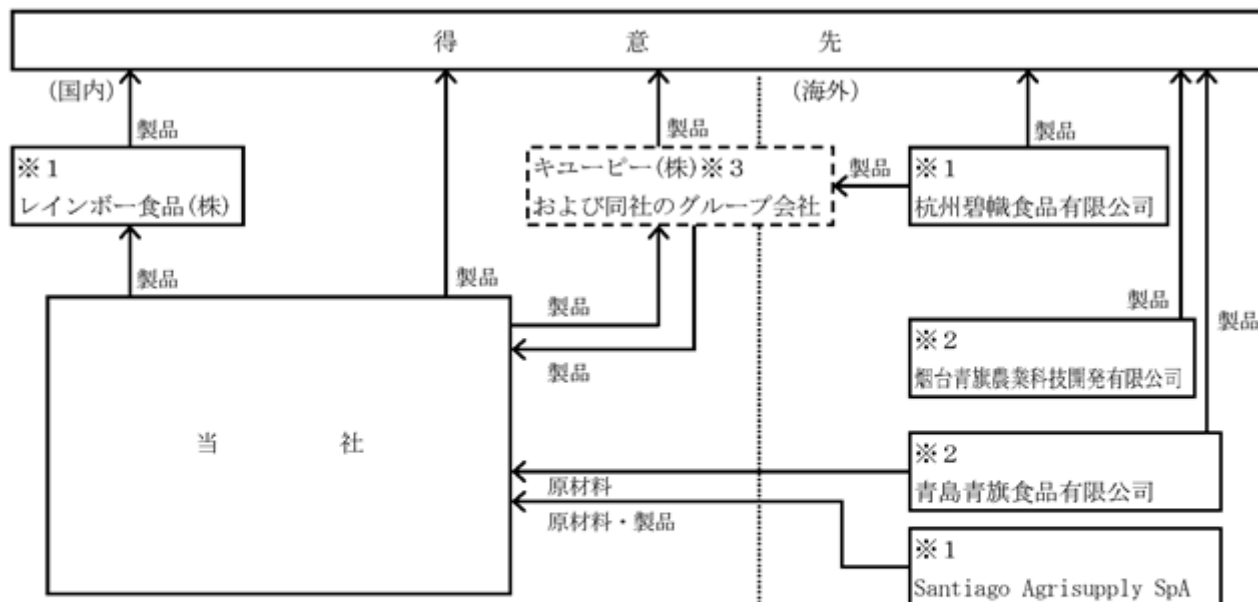 得意先
(国内)
(海外)
製品
製品
製品
※1
レインボー食品(株)
キユーピー(株)※3
および同社のグループ会社
製品
※1
杭州碧幟食品有限公司
製品
製品
製品
製品
製品
製品
※2
烟台青旗農業科技開発有限公司
当社
※2
青島青旗食品有限公司
原材料
原材料・製品
※1
Santiago Agrisupply SpA